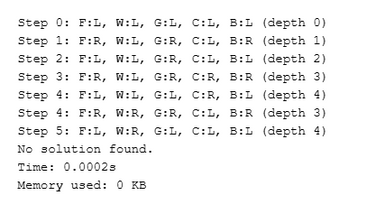 Step 0: F:L, W:L, G:L, C:L, B:L (depth 0)
Step 1: F:R, W:L, G:R, C:L, B:R (depth 1)
Step 2: F:L, W:L, G:R, C:L, B:L (depth 2)
Step 3: F:R, W:L, G:R, C:R, B:R (depth 3)
Step 4: F:L, W:L, G:L, C:R, B:L (depth 4)
Step 4: F:R, W:R, G:R, C:L, B:R (depth 3)
Step 5: F:L, W:R, G:L, C:L, B:L (depth 4)
No solution found.
Time: 0.0002s
Memory used: 0 KB